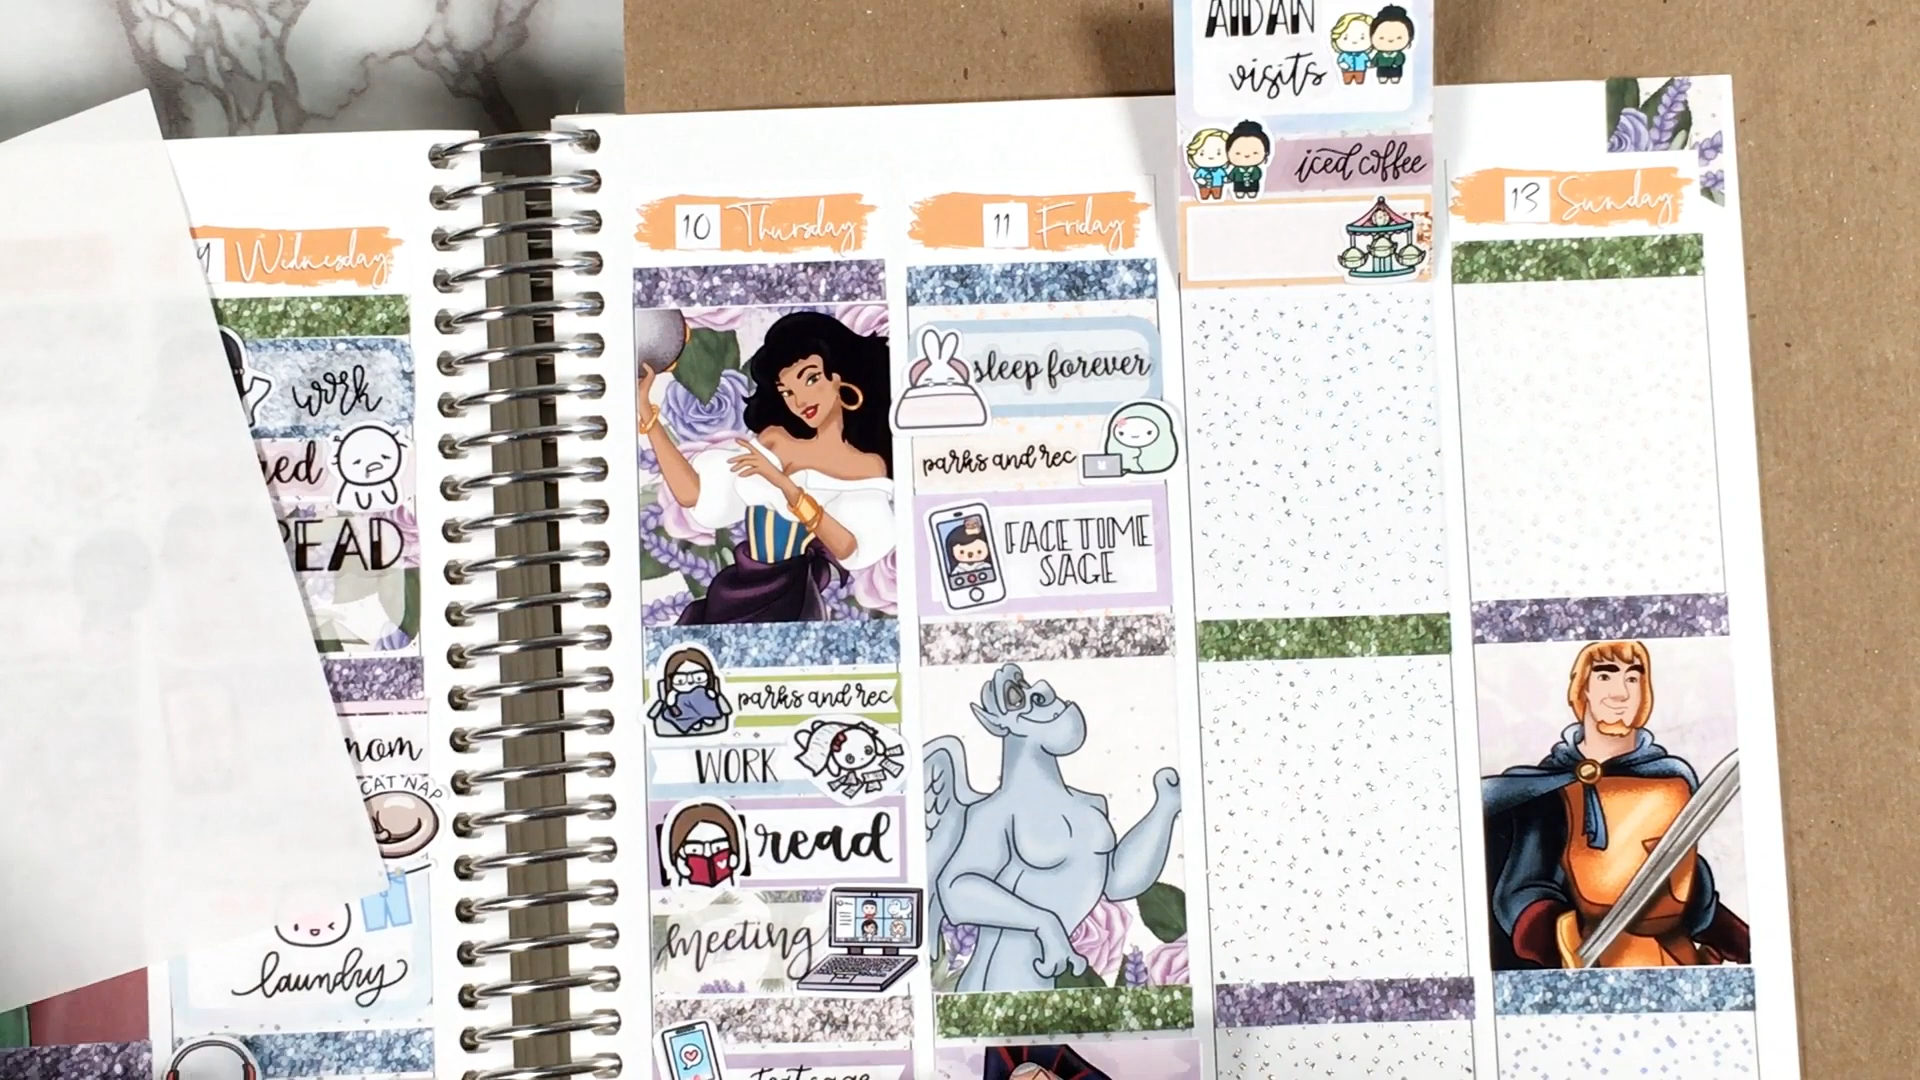 Wednesday
work
READ
CAT NAP
laundry
10 Thursday
parks and rec
WORK
read
meeting
11 Friday
sleep forever
parks and rec
FACETIME
SAGE
AIDAN
visits
iced coffee
13 Sunday